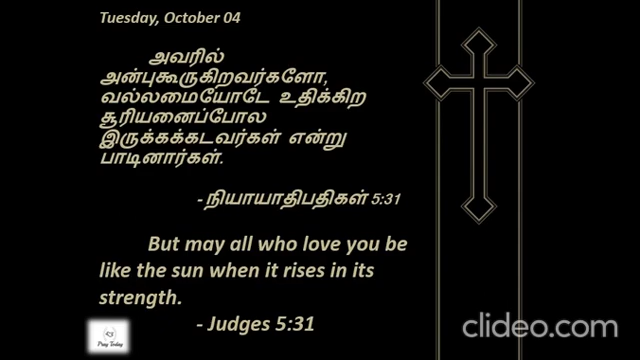 Tuesday, October 04
அவரில்
அன்புகூருகிறவர்களோ,
வல்லமையோடே உதிக்கிற
சூரியனைப்போல
இருக்கக்கடவர்கள் என்று
பாடினார்கள்.
- நியாயாதிபதிகள் 5:31
But may all who love you be
like the sun when it rises in its
strength.
- Judges 5:31
Pray Today
clideo.com